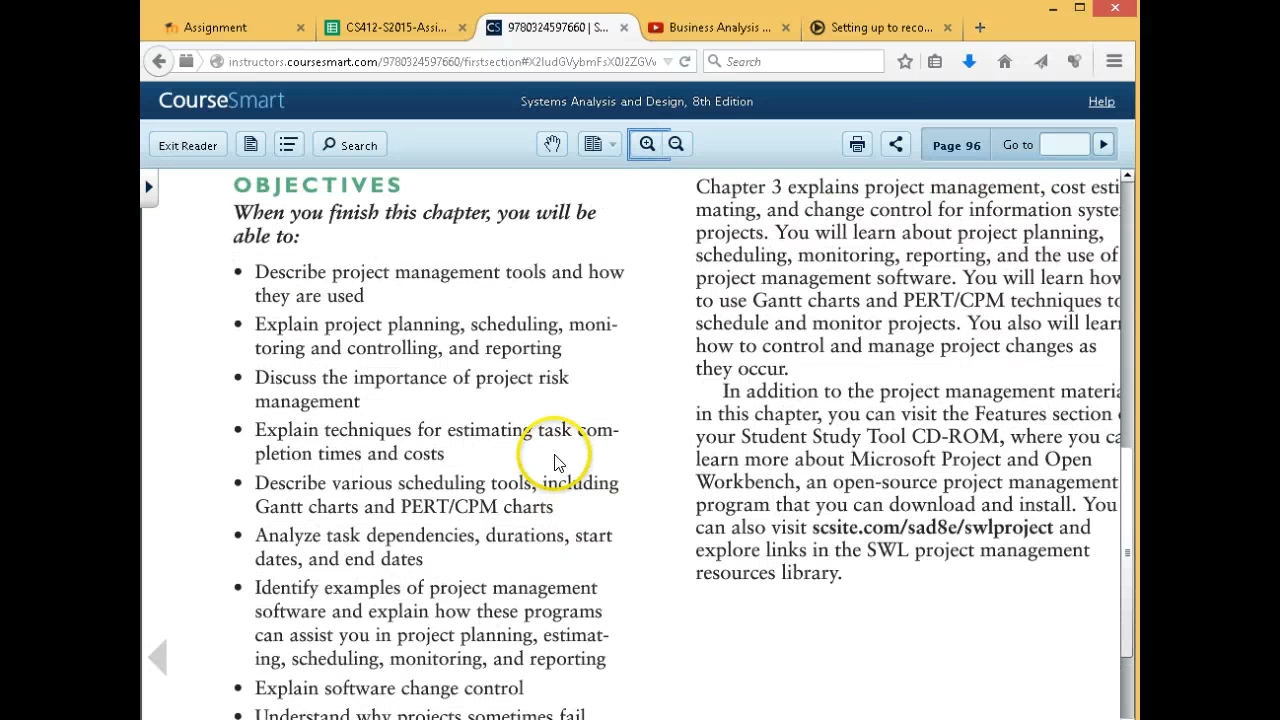 Assignment
CS412-S2015-Assi...
9780324597660 | S...
Business Analysis ...
Setting up to reco...
instructors.coursesmart.com/9780324597660/firstsection#
Search
CourseSmart
Systems Analysis and Design, 8th Edition
Help
Exit Reader
Search
Page 96
Go to
OBJECTIVES
When you finish this chapter, you will be
able to:
• Describe project management tools and how
they are used
• Explain project planning, scheduling, moni-
toring and controlling, and reporting
• Discuss the importance of project risk
management
• Explain techniques for estimating task com-
pletion times and costs
• Describe various scheduling tools, including
Gantt charts and PERT/CPM charts
• Analyze task dependencies, durations, start
dates, and end dates
• Identify examples of project management
software and explain how these programs
can assist you in project planning, estimat-
ing, scheduling, monitoring, and reporting
• Explain software change control
• Understand why projects sometimes fail
Chapter 3 explains project management, cost esti
mating, and change control for information syste
projects. You will learn about project planning,
scheduling, monitoring, reporting, and the use of
project management software. You will learn how
to use Gantt charts and PERT/CPM techniques to
schedule and monitor projects. You also will lear
how to control and manage project changes as
they occur.
In addition to the project management materia
in this chapter, you can visit the Features section
your Student Study Tool CD-ROM, where you ca
learn more about Microsoft Project and Open
Workbench, an open-source project management
program that you can download and install. You
can also visit scsite.com/sad8e/swlproject and
explore links in the SWL project management
resources library.